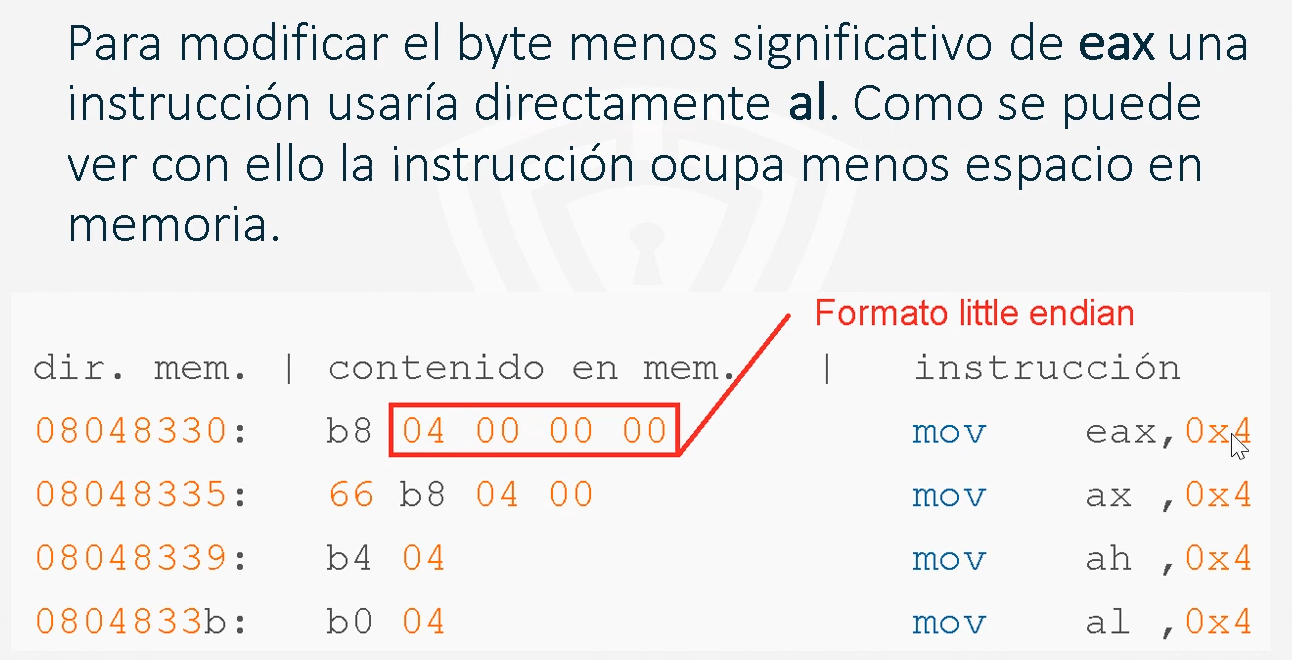 Para modificar el byte menos significativo de eax una
instrucción usaría directamente al. Como se puede
ver con ello la instrucción ocupa menos espacio en
memoria.
Formato little endian
dir. mem. | contenido en mem. | instrucción
08048330: b8 04 00 00 00 mov eax,0x4
08048335: 66 b8 04 00 mov ax ,0x4
08048339: b4 04 mov ah ,0x4
0804833b: b0 04 mov al ,0x4